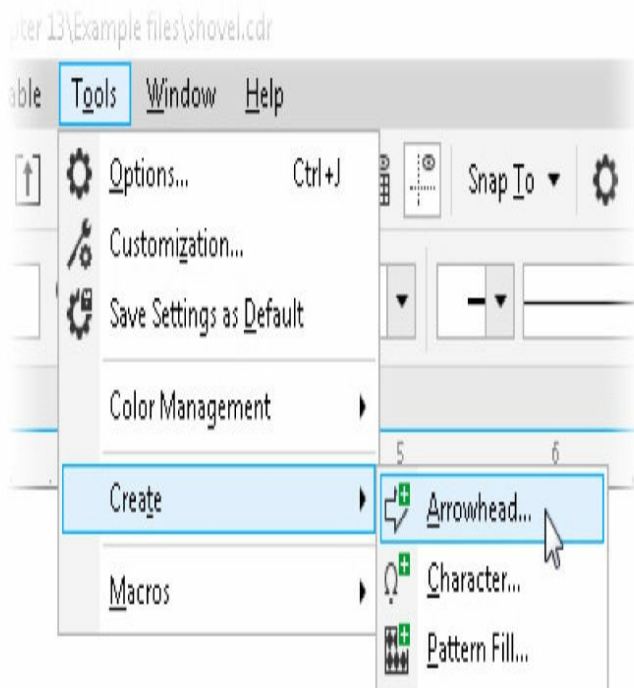 pter 13\Example files\shovel.cdr
able Tools Window Help
Snap To
Options... Ctrl+J
Customization...
Save Settings as Default
Color Management
5 6
Create
Arrowhead...
Character...
Macros
Pattern Fill...